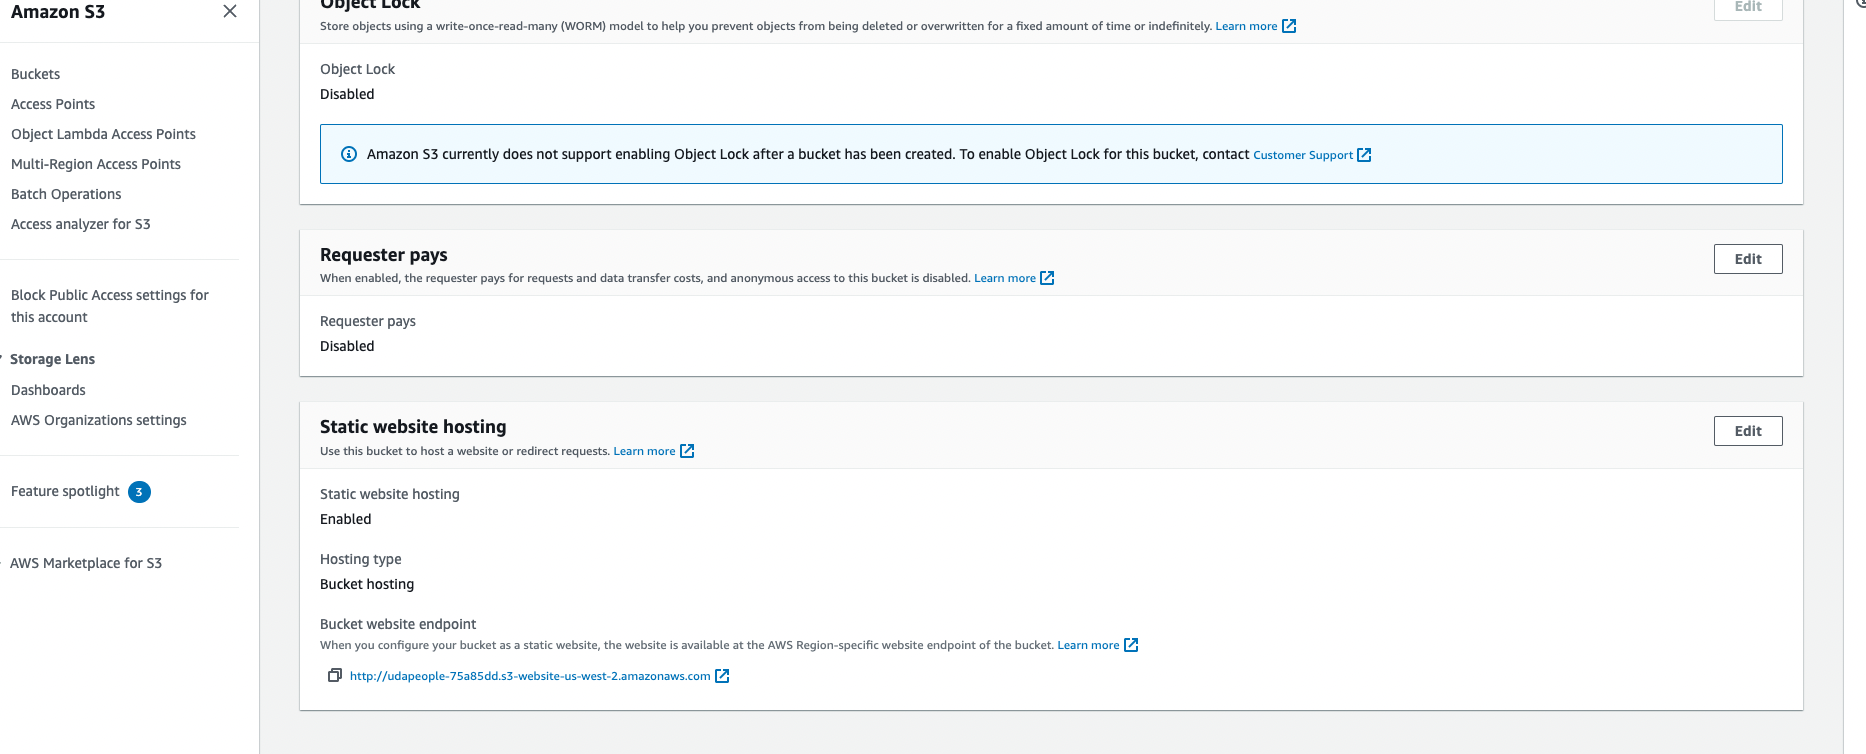 Amazon S3
Buckets
Access Points
Object Lambda Access Points
Multi-Region Access Points
Batch Operations
Access analyzer for S3
Block Public Access settings for
this account
Storage Lens
Dashboards
AWS Organizations settings
Feature spotlight 3
AWS Marketplace for S3
Object Lock
Edit
Store objects using a write-once-read-many (WORM) model to help you prevent objects from being deleted or overwritten for a fixed amount of time or indefinitely. Learn more
Object Lock
Disabled
Amazon S3 currently does not support enabling Object Lock after a bucket has been created. To enable Object Lock for this bucket, contact Customer Support
Requester pays
Edit
When enabled, the requester pays for requests and data transfer costs, and anonymous access to this bucket is disabled. Learn more
Requester pays
Disabled
Static website hosting
Edit
Use this bucket to host a website or redirect requests. Learn more
Static website hosting
Enabled
Hosting type
Bucket hosting
Bucket website endpoint
When you configure your bucket as a static website, the website is available at the AWS Region-specific website endpoint of the bucket. Learn more
http://udapeople-75a85dd.s3-website-us-west-2.amazonaws.com